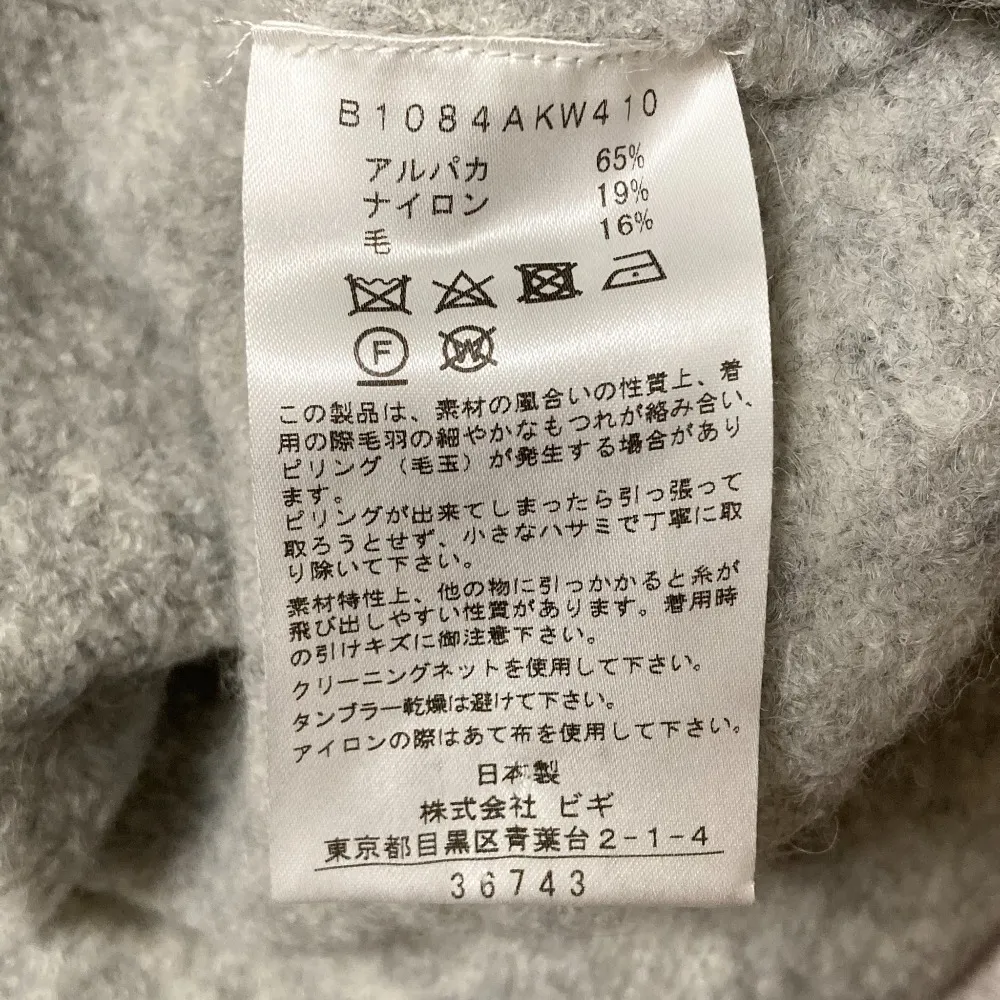 B1084AKW410
アルパカ 65%
ナイロン 19%
毛 16%
F W
この製品は、素材の風合いの性質上、着
用の際毛羽の細やかなもつれが絡み合い、
ピリング（毛玉）が発生する場合があり
ます。
ピリングが出来てしまったら引っ張って
取ろうとせず、小さなハサミで丁寧に取
り除いて下さい。
素材特性上、他の物に引っかかると糸が
飛び出しやすい性質があります。着用時
の引けキズに御注意下さい。
クリーニングネットを使用して下さい。
タンブラー乾燥は避けて下さい。
アイロンの際はあて布を使用して下さい。
日本製
株式会社 ビギ
東京都目黒区青葉台2-1-4
36743